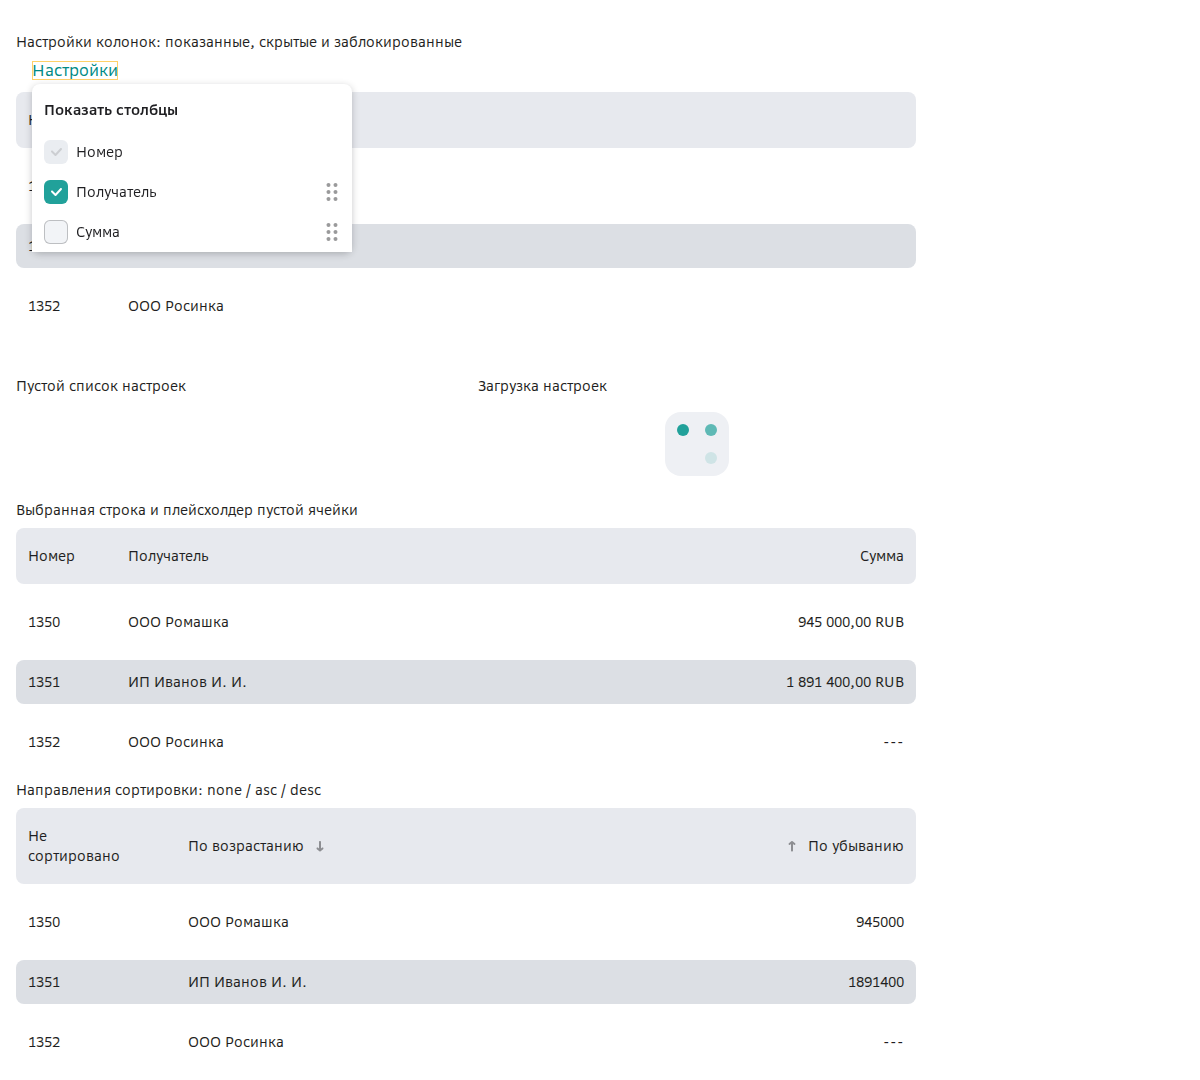 Настройки колонок: показанные, скрытые и заблокированные
Настройки
Показать столбцы
Номер
Получатель
Сумма
1352 ООО Росинка
Пустой список настроек
Загрузка настроек
Выбранная строка и плейсхолдер пустой ячейки
Номер Получатель Сумма
1350 ООО Ромашка 945 000,00 RUB
1351 ИП Иванов И. И. 1 891 400,00 RUB
1352 ООО Росинка ---
Направления сортировки: none / asc / desc
Не
сортировано
По возрастанию ↓ ↑ По убыванию
1350 ООО Ромашка 945000
1351 ИП Иванов И. И. 1891400
1352 ООО Росинка ---